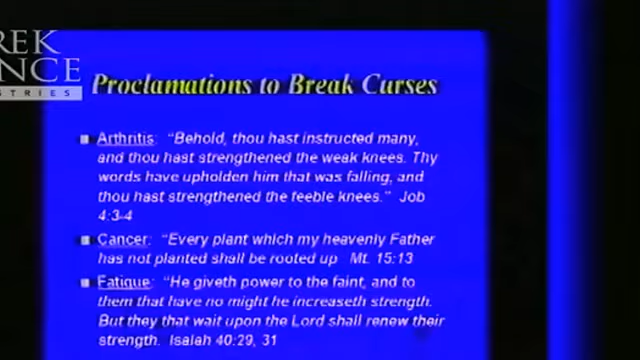 REK
NCE
STRIES
Proclamations to Break Curses
Arthritis: “Behold, thou hast instructed many,
and thou hast strengthened the weak knees. Thy
words have upholden him that was falling, and
thou hast strengthened the feeble knees.” Job
4:3-4
Cancer: “Every plant which my heavenly Father
has not planted shall be rooted up Mt. 15:13
Fatigue: “He giveth power to the faint, and to
them that have no might he increaseth strength.
But they that wait upon the Lord shall renew their
strength. Isaiah 40:29, 31